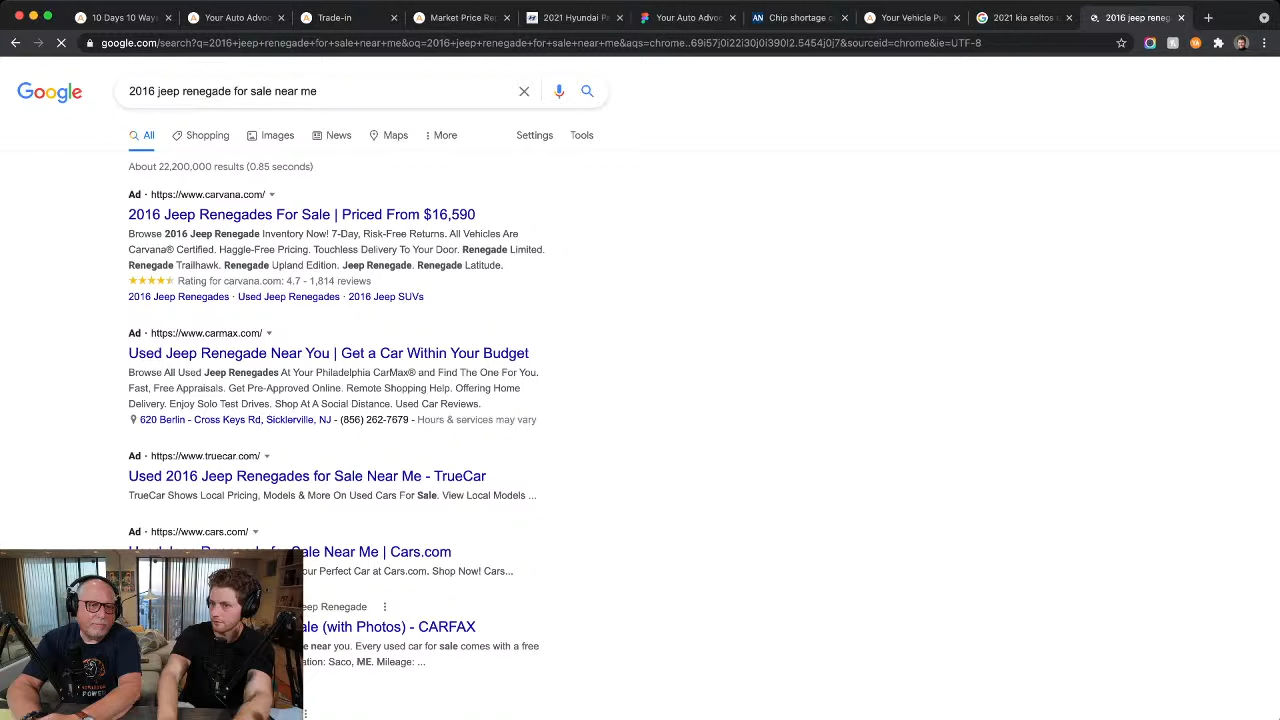 10 Days 10 Ways
Your Auto Advoc
Trade-in
Market Price Re
2021 Hyundai Pa
Your Auto Advoc
Chip shortage c
Your Vehicle Pu
2021 kia seltos
2016 jeep reneg
google.com/search?q=2016+jeep+renegade+for+sale+near+me&oq=2016+jeep+renegade+for+sale+near+me&aqs=chrome..69i57j0i22i30j0i390l2.5454j0j7&sourceid=chrome&ie=UTF-8
Google
2016 jeep renegade for sale near me
All
Shopping
Images
News
Maps
More
Settings
Tools
About 22,200,000 results (0.85 seconds)
Ad · https://www.carvana.com/
2016 Jeep Renegades For Sale | Priced From $16,590
Browse 2016 Jeep Renegade Inventory Now! 7-Day, Risk-Free Returns. All Vehicles Are
Carvana® Certified. Haggle-Free Pricing. Touchless Delivery To Your Door. Renegade Limited.
Renegade Trailhawk. Renegade Upland Edition. Jeep Renegade. Renegade Latitude.
Rating for carvana.com: 4.7 - 1,814 reviews
2016 Jeep Renegades · Used Jeep Renegades · 2016 Jeep SUVs
Ad · https://www.carmax.com/
Used Jeep Renegade Near You | Get a Car Within Your Budget
Browse All Used Jeep Renegades At Your Philadelphia CarMax® and Find The One For You.
Fast, Free Appraisals. Get Pre-Approved Online. Remote Shopping Help. Offering Home
Delivery. Enjoy Solo Test Drives. Shop At A Social Distance. Used Car Reviews.
620 Berlin - Cross Keys Rd, Sicklerville, NJ - (856) 262-7679 - Hours & services may vary
Ad · https://www.truecar.com/
Used 2016 Jeep Renegades for Sale Near Me - TrueCar
TrueCar Shows Local Pricing, Models & More On Used Cars For Sale. View Local Models ...
Ad · https://www.cars.com/
ale Near Me | Cars.com
our Perfect Car at Cars.com. Shop Now! Cars...
eep Renegade
ale (with Photos) - CARFAX
e near you. Every used car for sale comes with a free
ation: Saco, ME. Mileage: ...
POWER